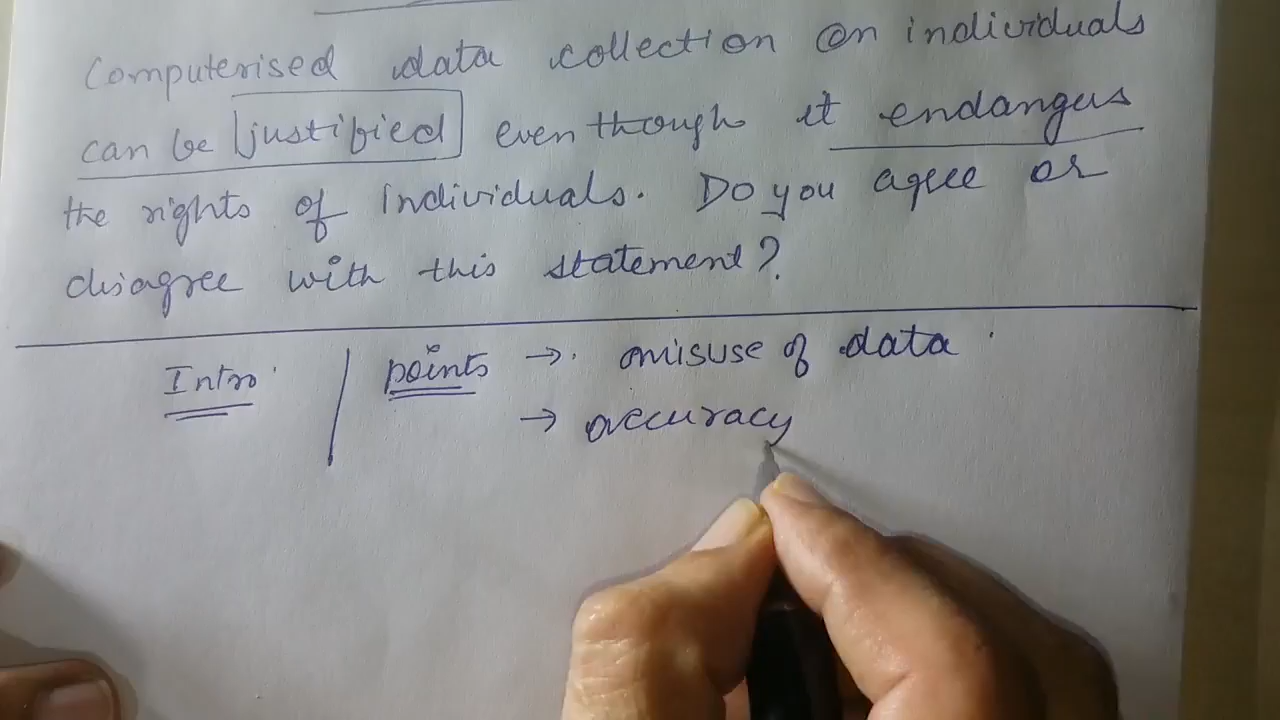 Computerised data collection on individuals
can be justified even though it endangers
the rights of individuals. Do you agree or
disagree with this statement?
Intro. points → misuse of data
→ accuracy